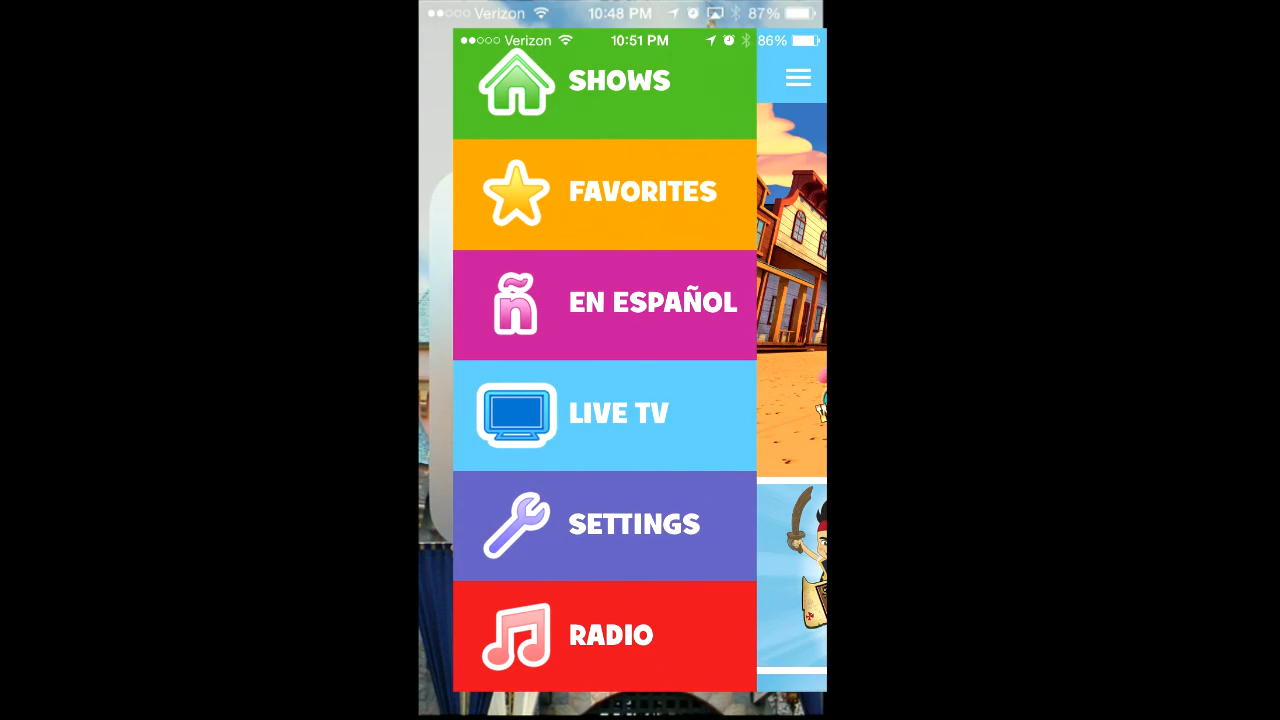 Verizon 10:48 PM 87%
Verizon 10:51 PM 86%
SHOWS
FAVORITES
ñ EN ESPAÑOL
LIVE TV
SETTINGS
RADIO